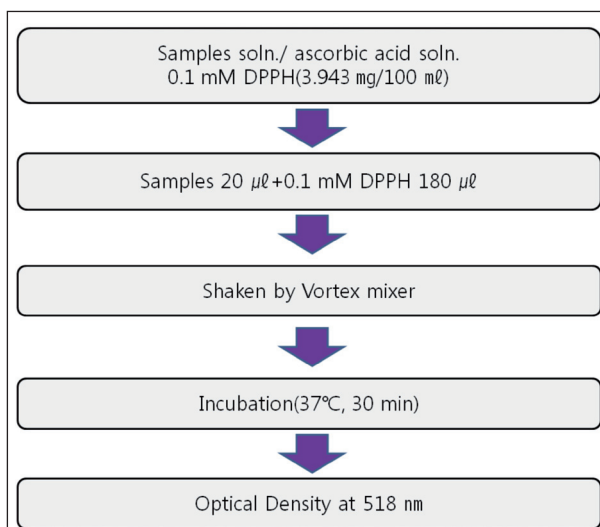 Samples soln./ ascorbic acid soln.
0.1 mM DPPH(3.943 ㎎/100 ㎖)
Samples 20 ㎕+0.1 mM DPPH 180 ㎕
Shaken by Vortex mixer
Incubation(37℃, 30 min)
Optical Density at 518 ㎚